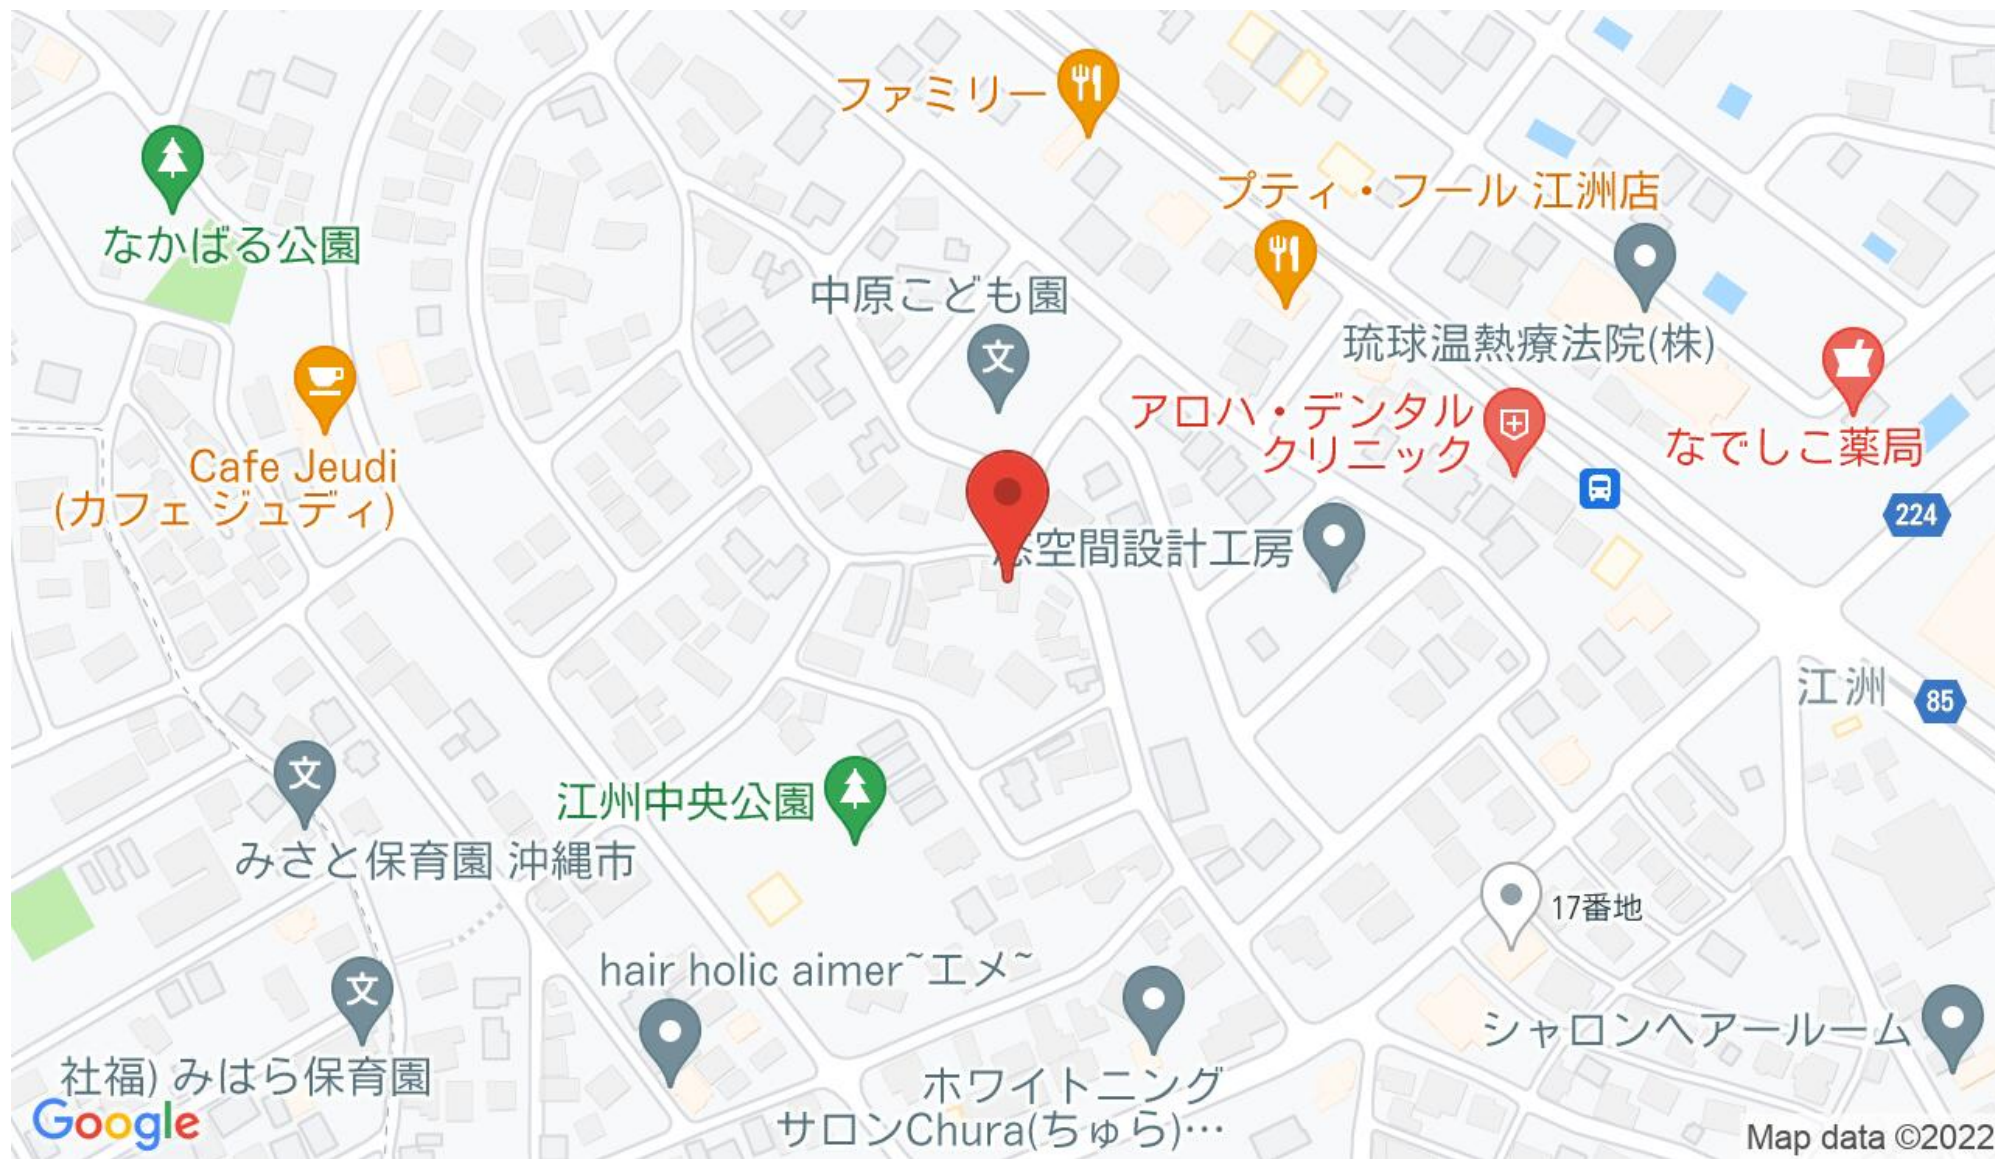 ファミリー
プティ・フール 江洲店
なかばる公園
中原こども園
琉球温熱療法院(株)
アロハ・デンタル
クリニック
なでしこ薬局
Cafe Jeudi
(カフェ ジュディ)
224
空間設計工房
江洲
85
江州中央公園
みさと保育園 沖縄市
17番地
hair holic aimer~エメ~
シャロンヘアールーム
社福) みはら保育園
ホワイトニング
サロンChura(ちゅら)…
Google
Map data ©2022
文
文
文